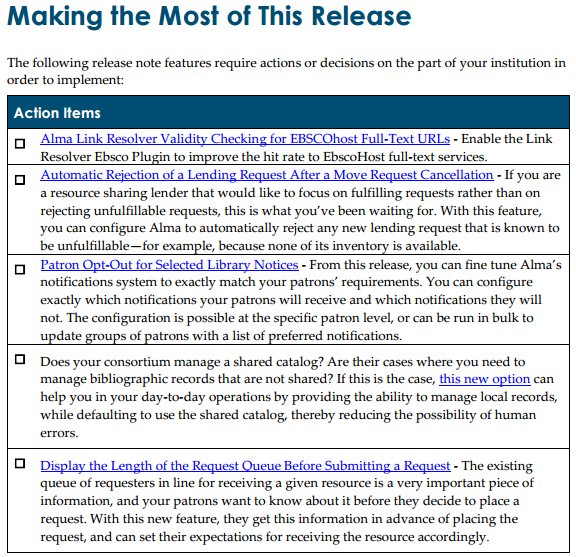 Making the Most of This Release
The following release note features require actions or decisions on the part of your institution in
order to implement:
Action Items
Alma Link Resolver Validity Checking for EBSCOhost Full-Text URLs - Enable the Link
Resolver Ebsco Plugin to improve the hit rate to EbscoHost full-text services.
Automatic Rejection of a Lending Request After a Move Request Cancellation - If you are
a resource sharing lender that would like to focus on fulfilling requests rather than on
rejecting unfulfillable requests, this is what you've been waiting for. With this feature,
you can configure Alma to automatically reject any new lending request that is known to
be unfulfillable—for example, because none of its inventory is available.
Patron Opt-Out for Selected Library Notices - From this release, you can fine tune Alma's
notifications system to exactly match your patrons' requirements. You can configure
exactly which notifications your patrons will receive and which notifications they will
not. The configuration is possible at the specific patron level, or can be run in bulk to
update groups of patrons with a list of preferred notifications.
Does your consortium manage a shared catalog? Are their cases where you need to
manage bibliographic records that are not shared? If this is the case, this new option can
help you in your day-to-day operations by providing the ability to manage local records,
while defaulting to use the shared catalog, thereby reducing the possibility of human
errors.
Display the Length of the Request Queue Before Submitting a Request - The existing
queue of requesters in line for receiving a given resource is a very important piece of
information, and your patrons want to know about it before they decide to place a
request. With this new feature, they get this information in advance of placing the
request, and can set their expectations for receiving the resource accordingly.